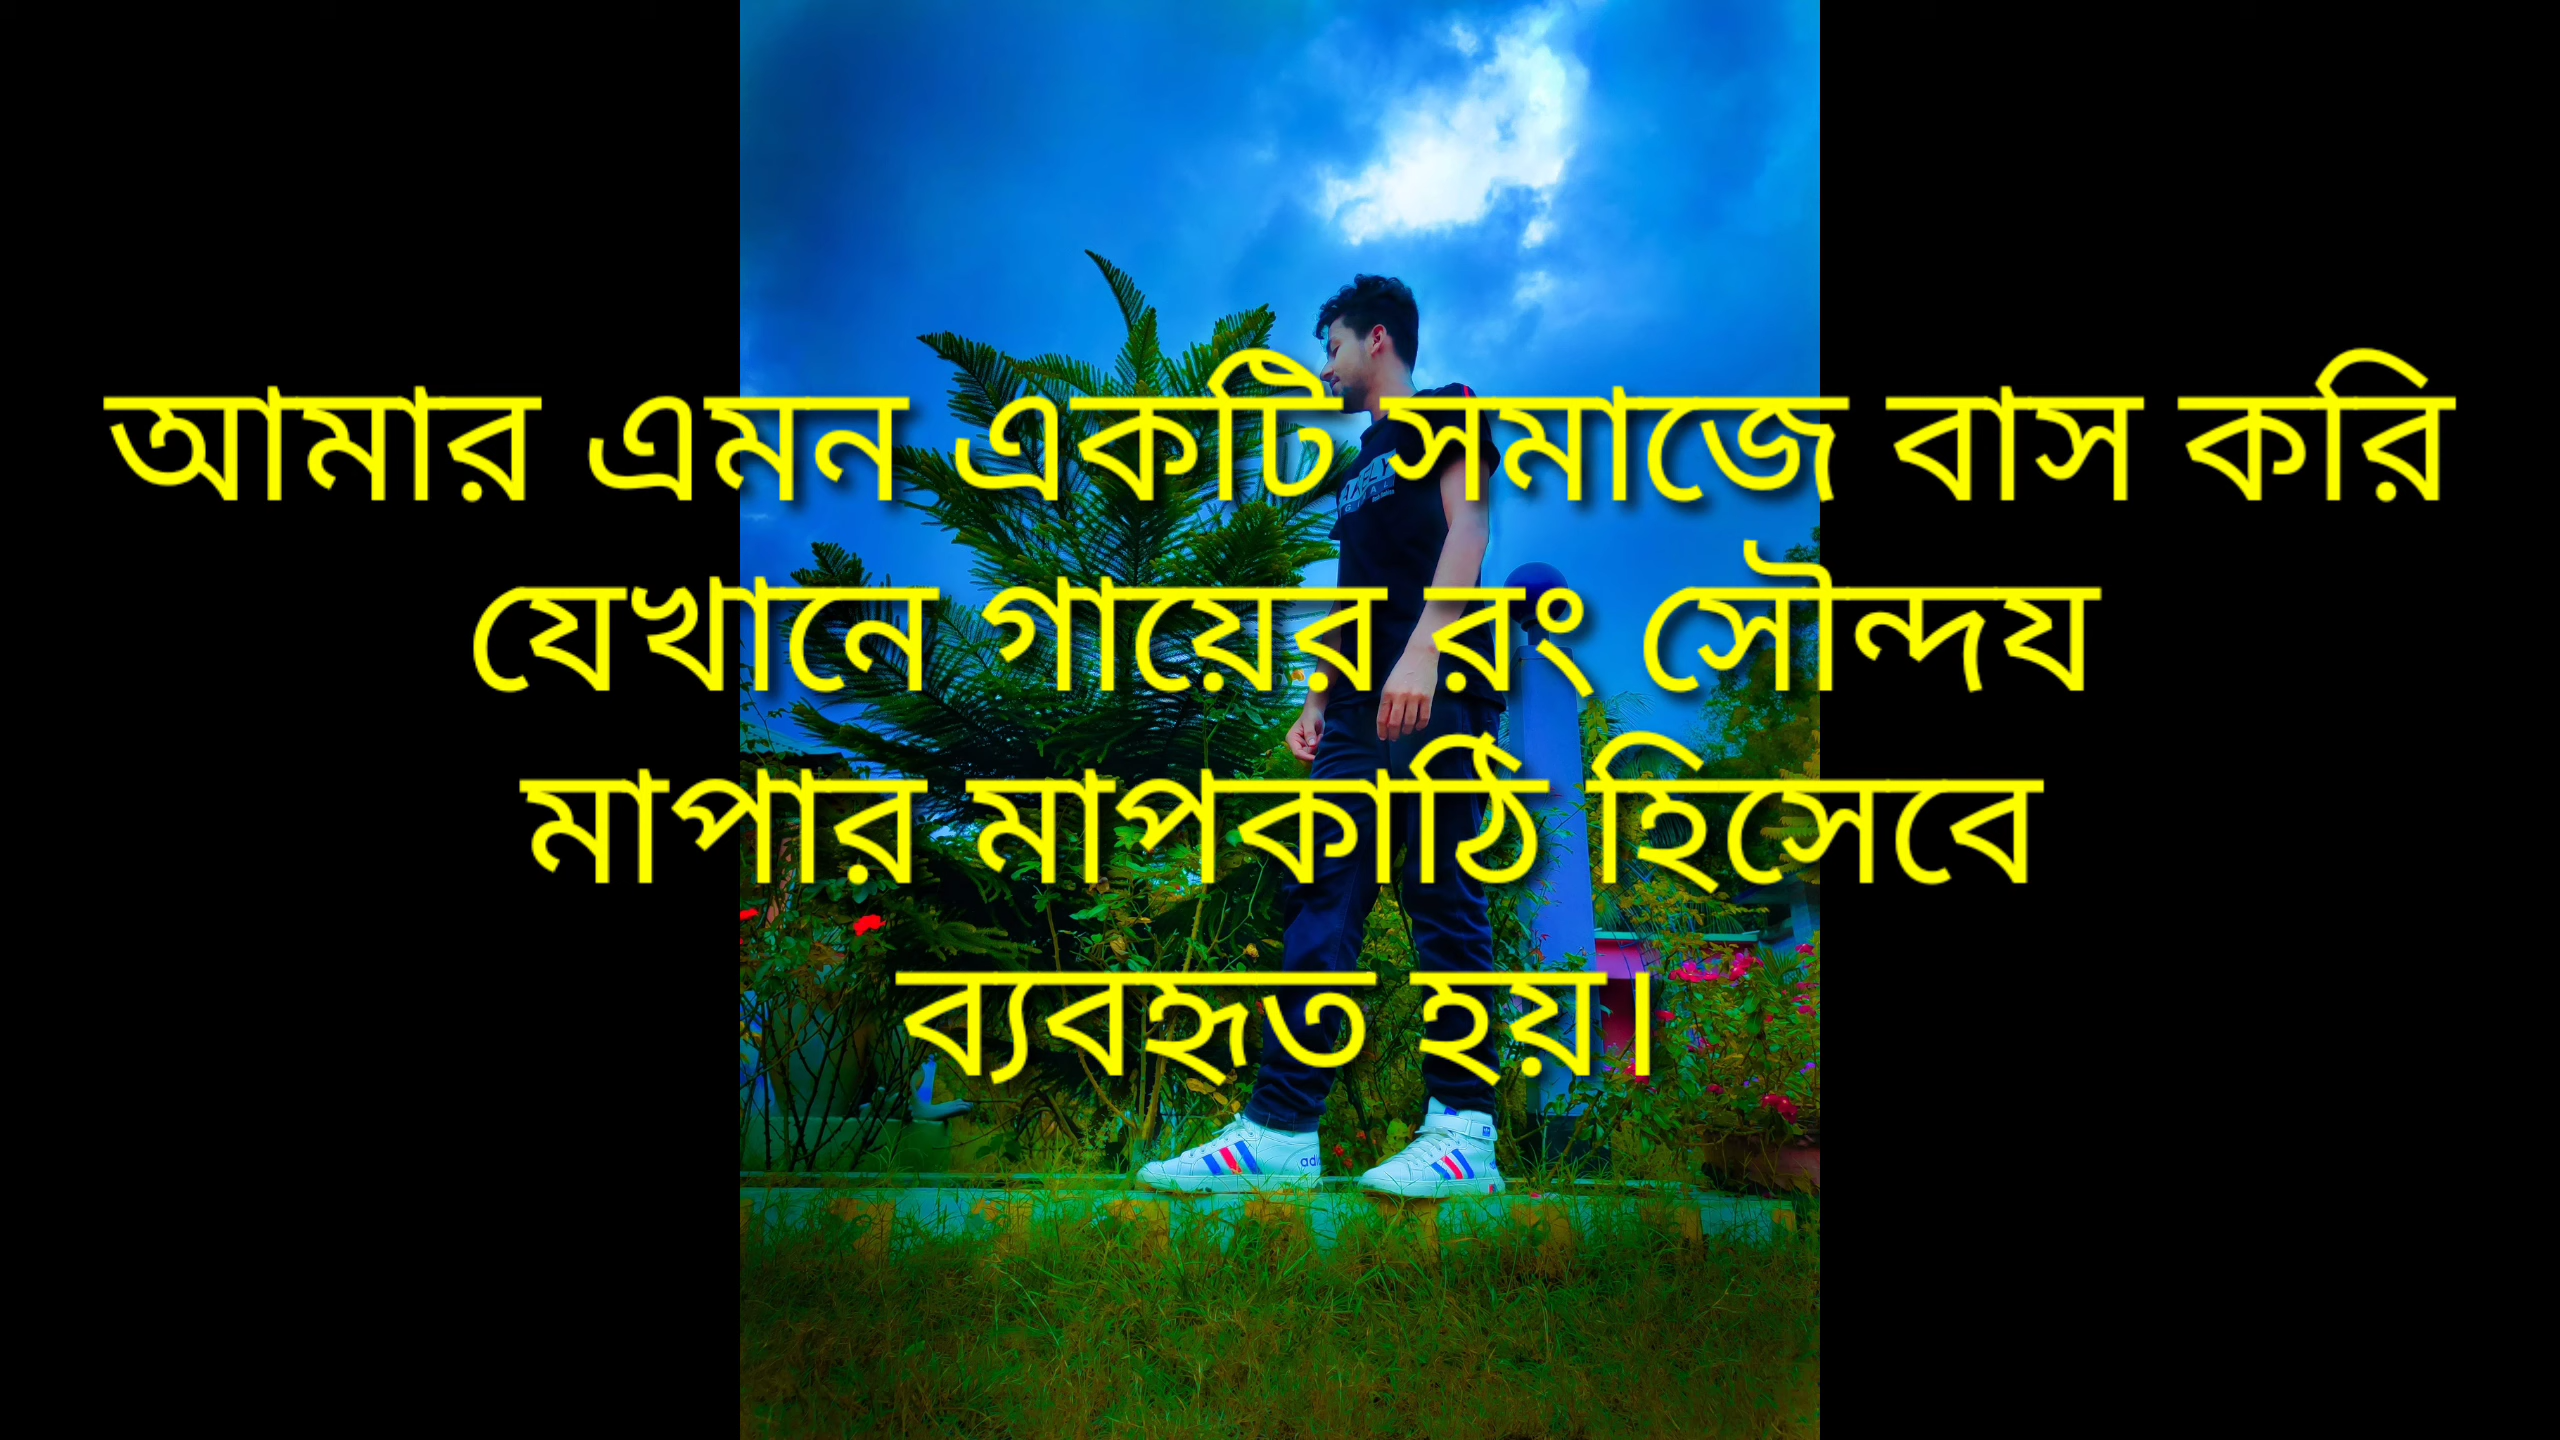 আমার এমন একটি সমাজে বাস করি
যেখানে গায়ের রং সৌন্দয
মাপার মাপকাঠি হিসেবে
ব্যবহৃত হয়।